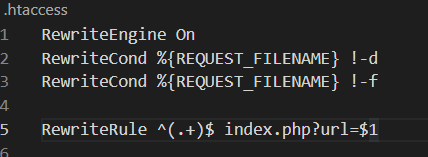 .htaccess
1 RewriteEngine On
2 RewriteCond %{REQUEST_FILENAME} !-d
3 RewriteCond %{REQUEST_FILENAME} !-f
4
5 RewriteRule ^(.+)$ index.php?url=$1